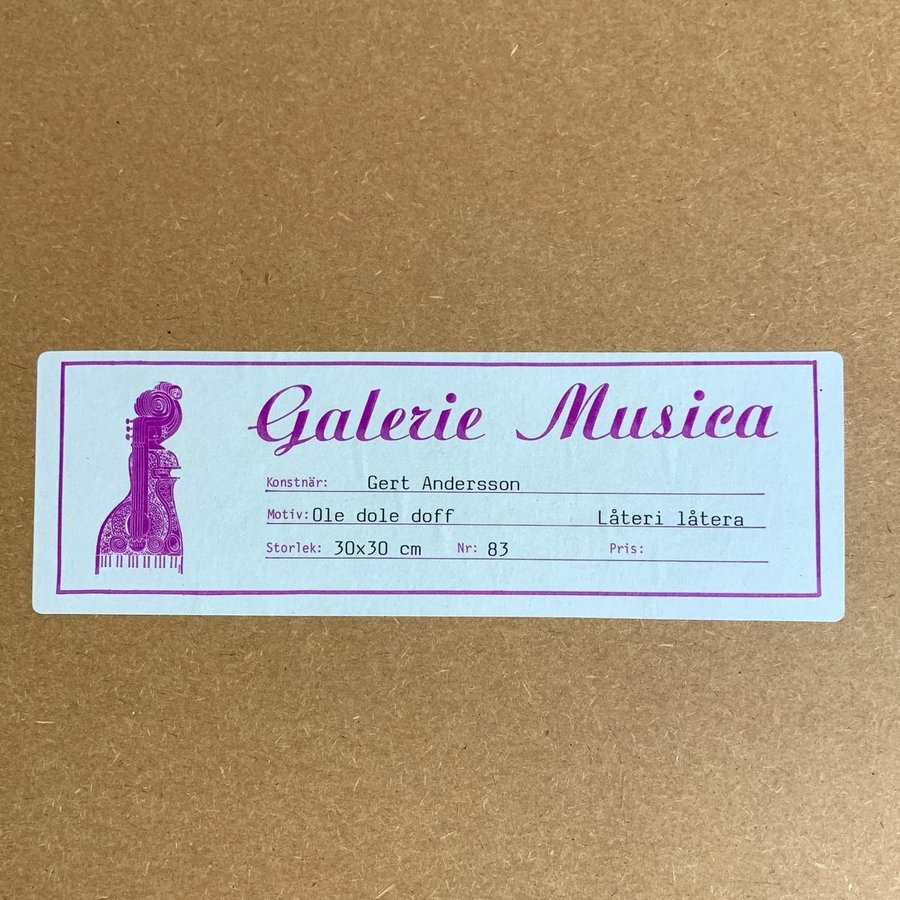 Galerie Musica
Konstnär: Gert Andersson
Motiv: Ole dole doff Låteri låtera
Storlek: 30x30 cm Nr: 83 Pris: